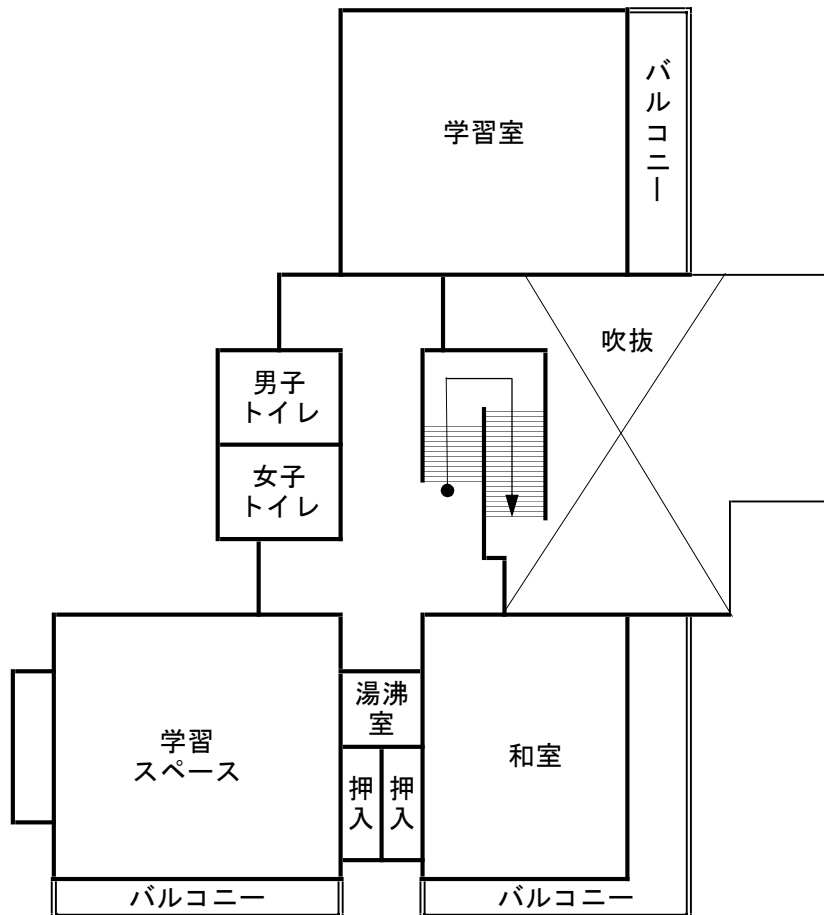 学習室
バルコニー
吹抜
男子
トイレ
女子
トイレ
湯沸
室
学習
スペース
押入
押入
和室
バルコニー
バルコニー